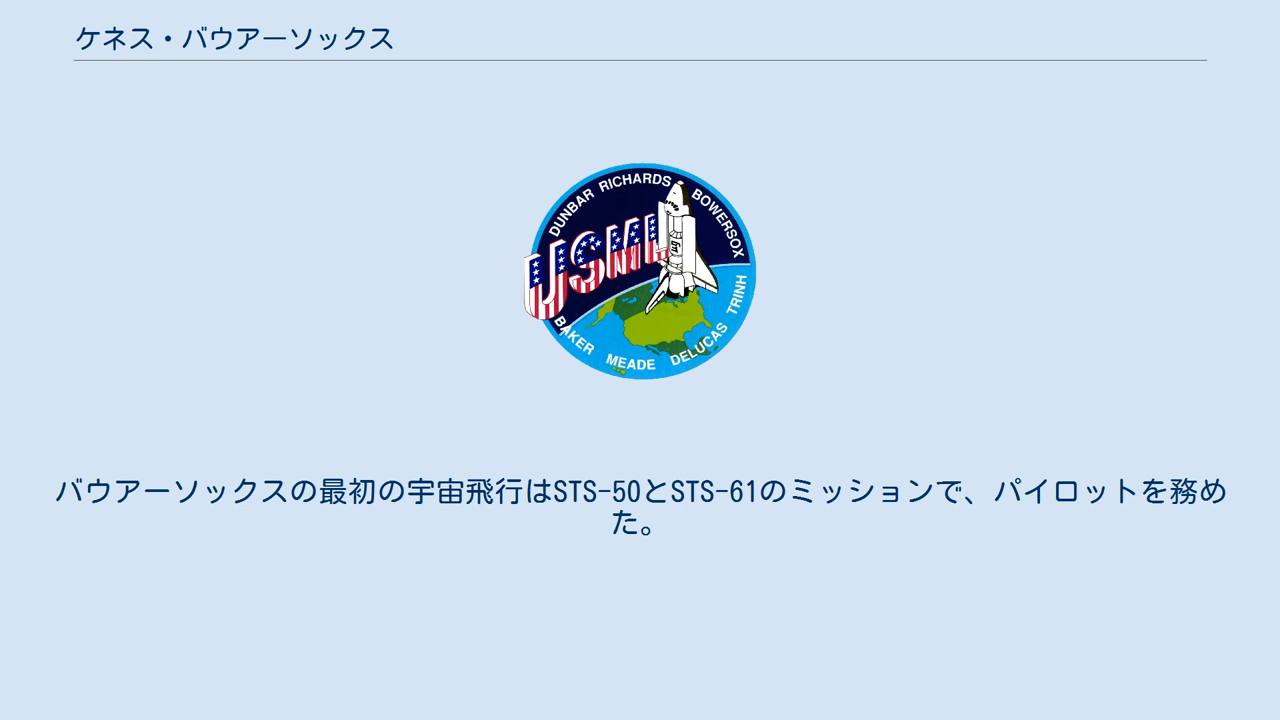 ケネス・バウアーソックス
DUNBAR RICHARDS BOWERSOX
USML
μg
BAKER MEADE DELUCAS TRINH
バウアーソックスの最初の宇宙飛行はSTS-50とSTS-61のミッションで、パイロットを務め
た。